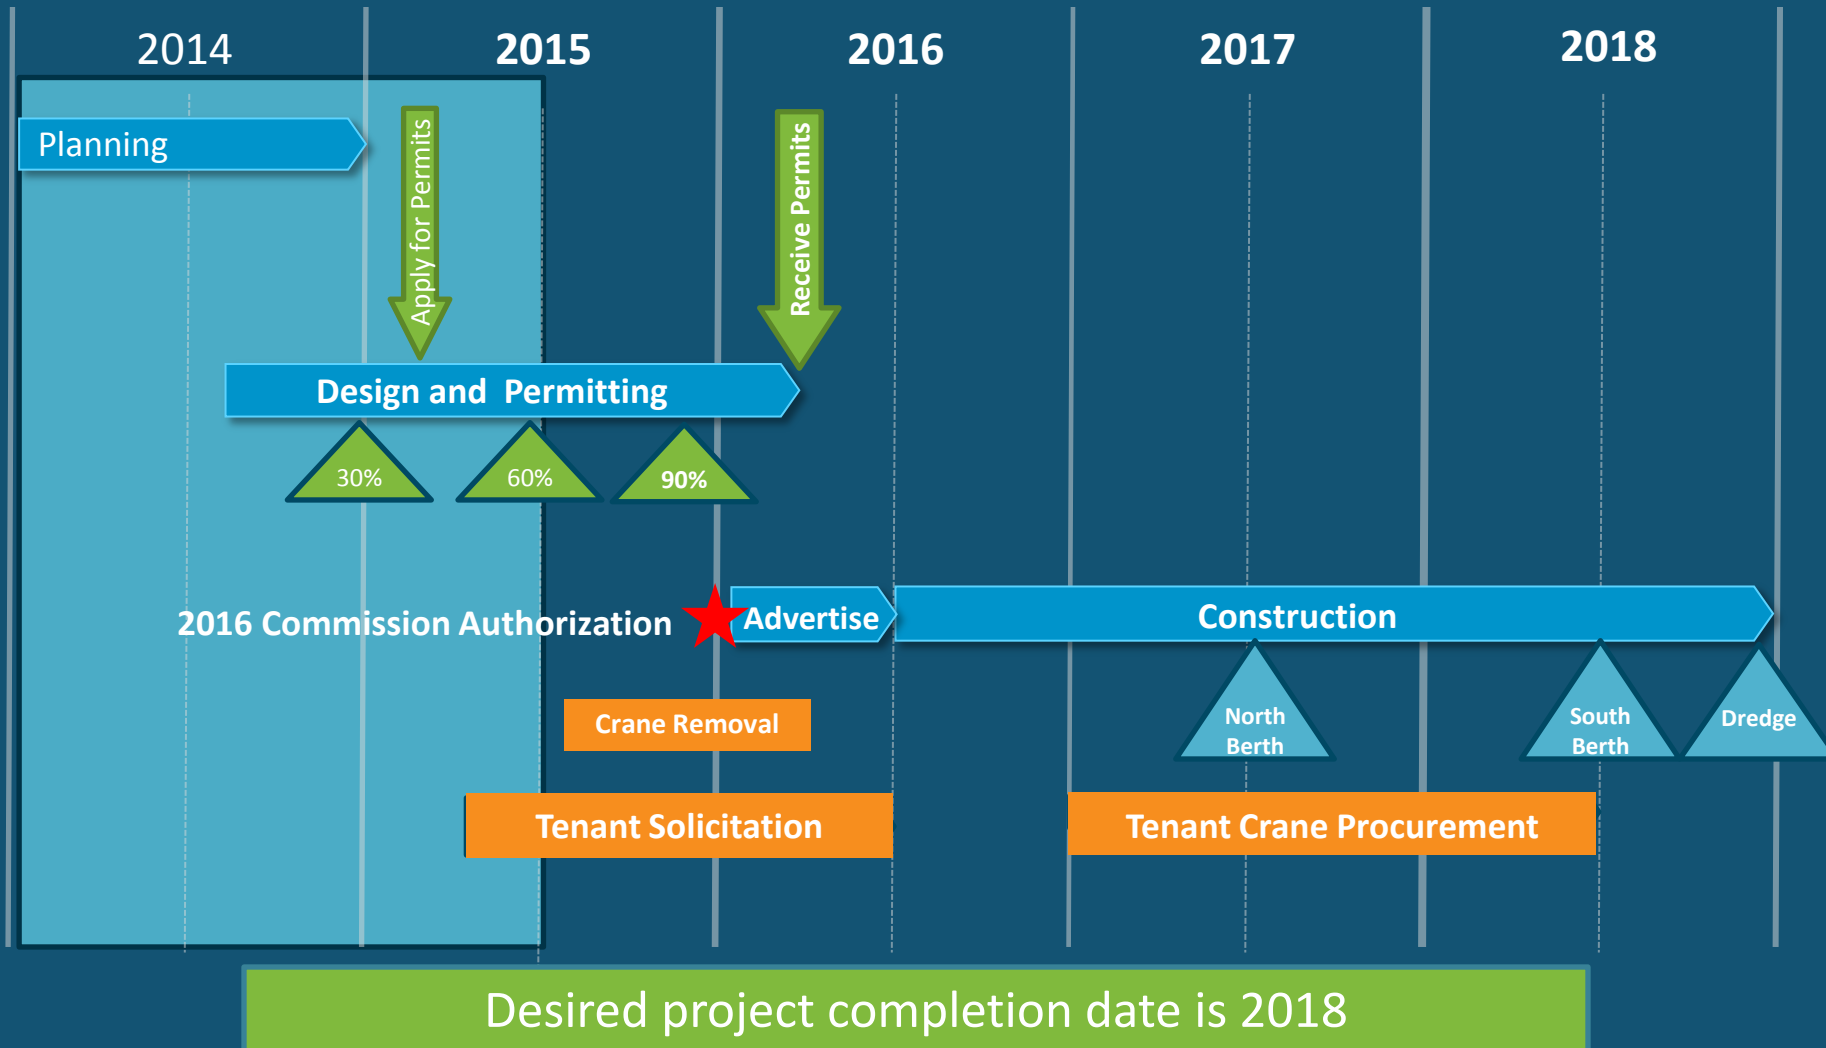 2014
2015
2016
2017
2018
Planning
Apply for Permits
Receive Permits
Design and Permitting
30%
60%
90%
2016 Commission Authorization
Advertise
Construction
Crane Removal
North
Berth
South
Berth
Dredge
Tenant Solicitation
Tenant Crane Procurement
Desired project completion date is 2018